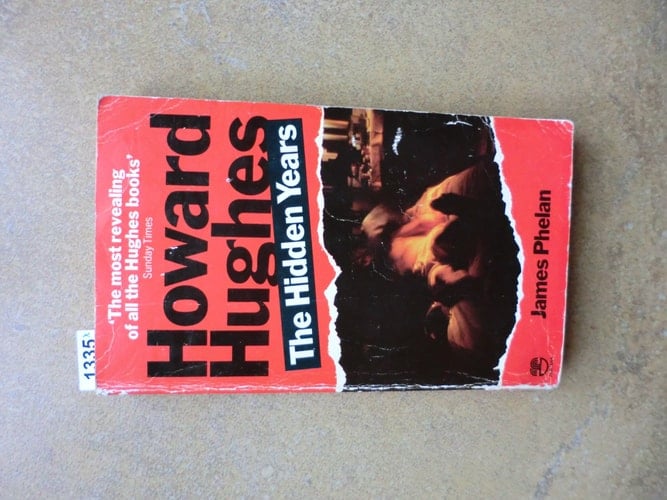 'The most revealing
of all the Hughes books'
Sunday Times
Howard
Hughes
The Hidden Years
James Phelan
1335